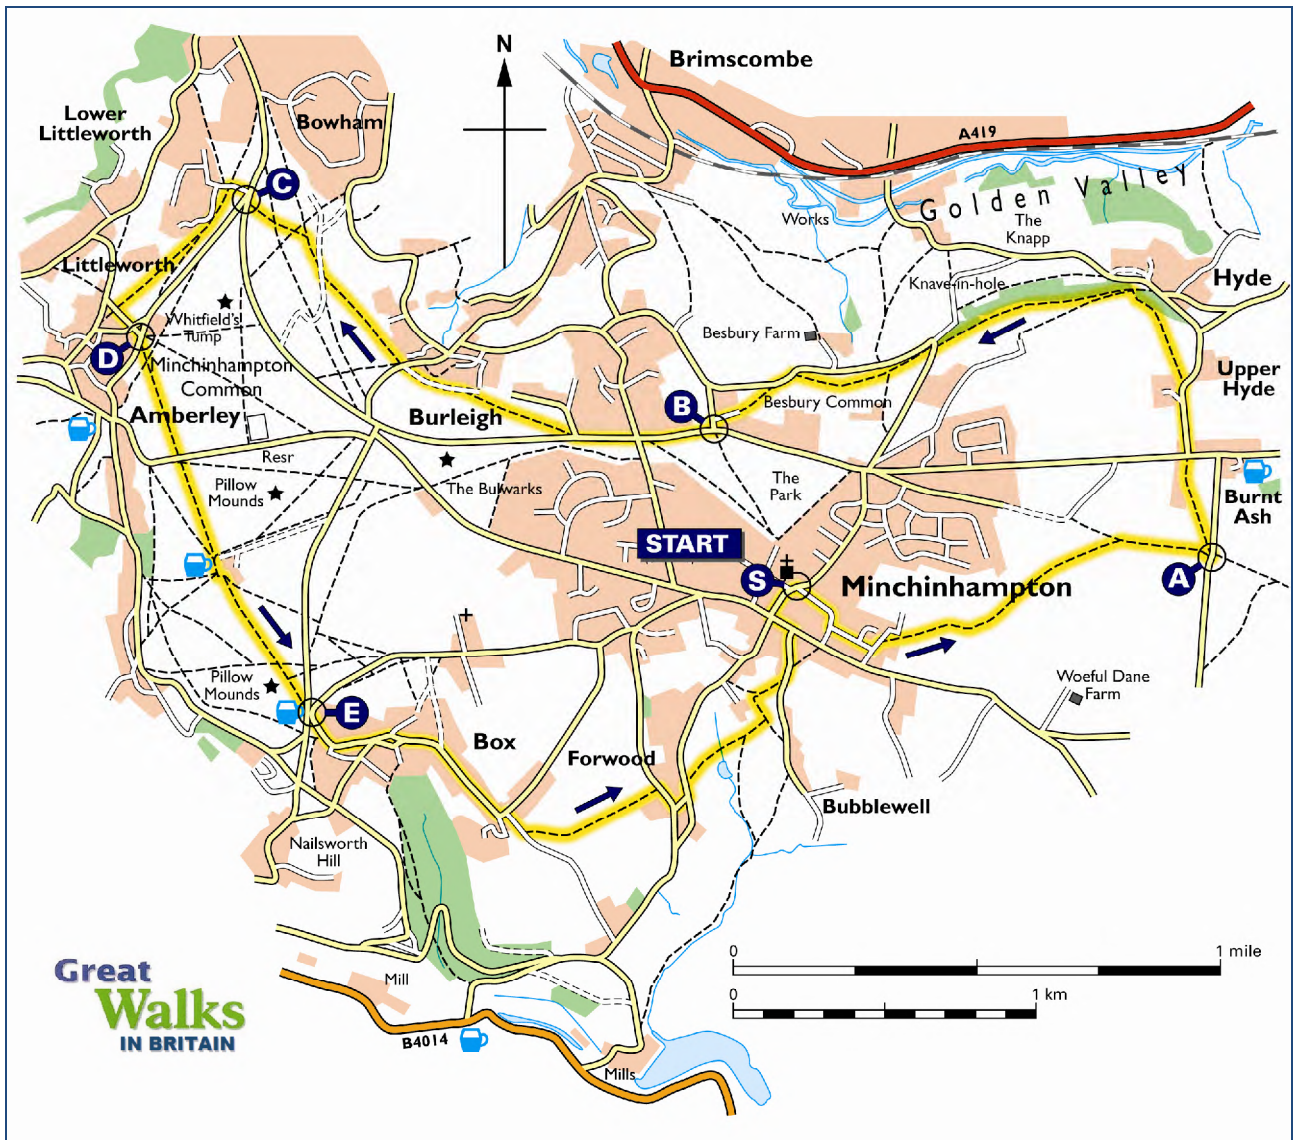 N
Brimscombe
Lower
Littleworth
Bowham
A419
Golden Valley
C
Works
The
Knapp
Littleworth
Knave-in-hole
Hyde
Whitfield's
Tump
Besbury Farm
D
Minchinhampton
Common
Upper
Hyde
Amberley
Burleigh
B
Besbury Common
Resr
Pillow
Mounds
The Bulwarks
The
Park
Burnt
Ash
START
S
Minchinhampton
A
Pillow
Mounds
Woeful Dane
Farm
E
Box
Forwood
Bubblewell
Nailsworth
Hill
0
1 mile
Great
Walks
IN BRITAIN
Mill
0
1 km
B4014
Mills